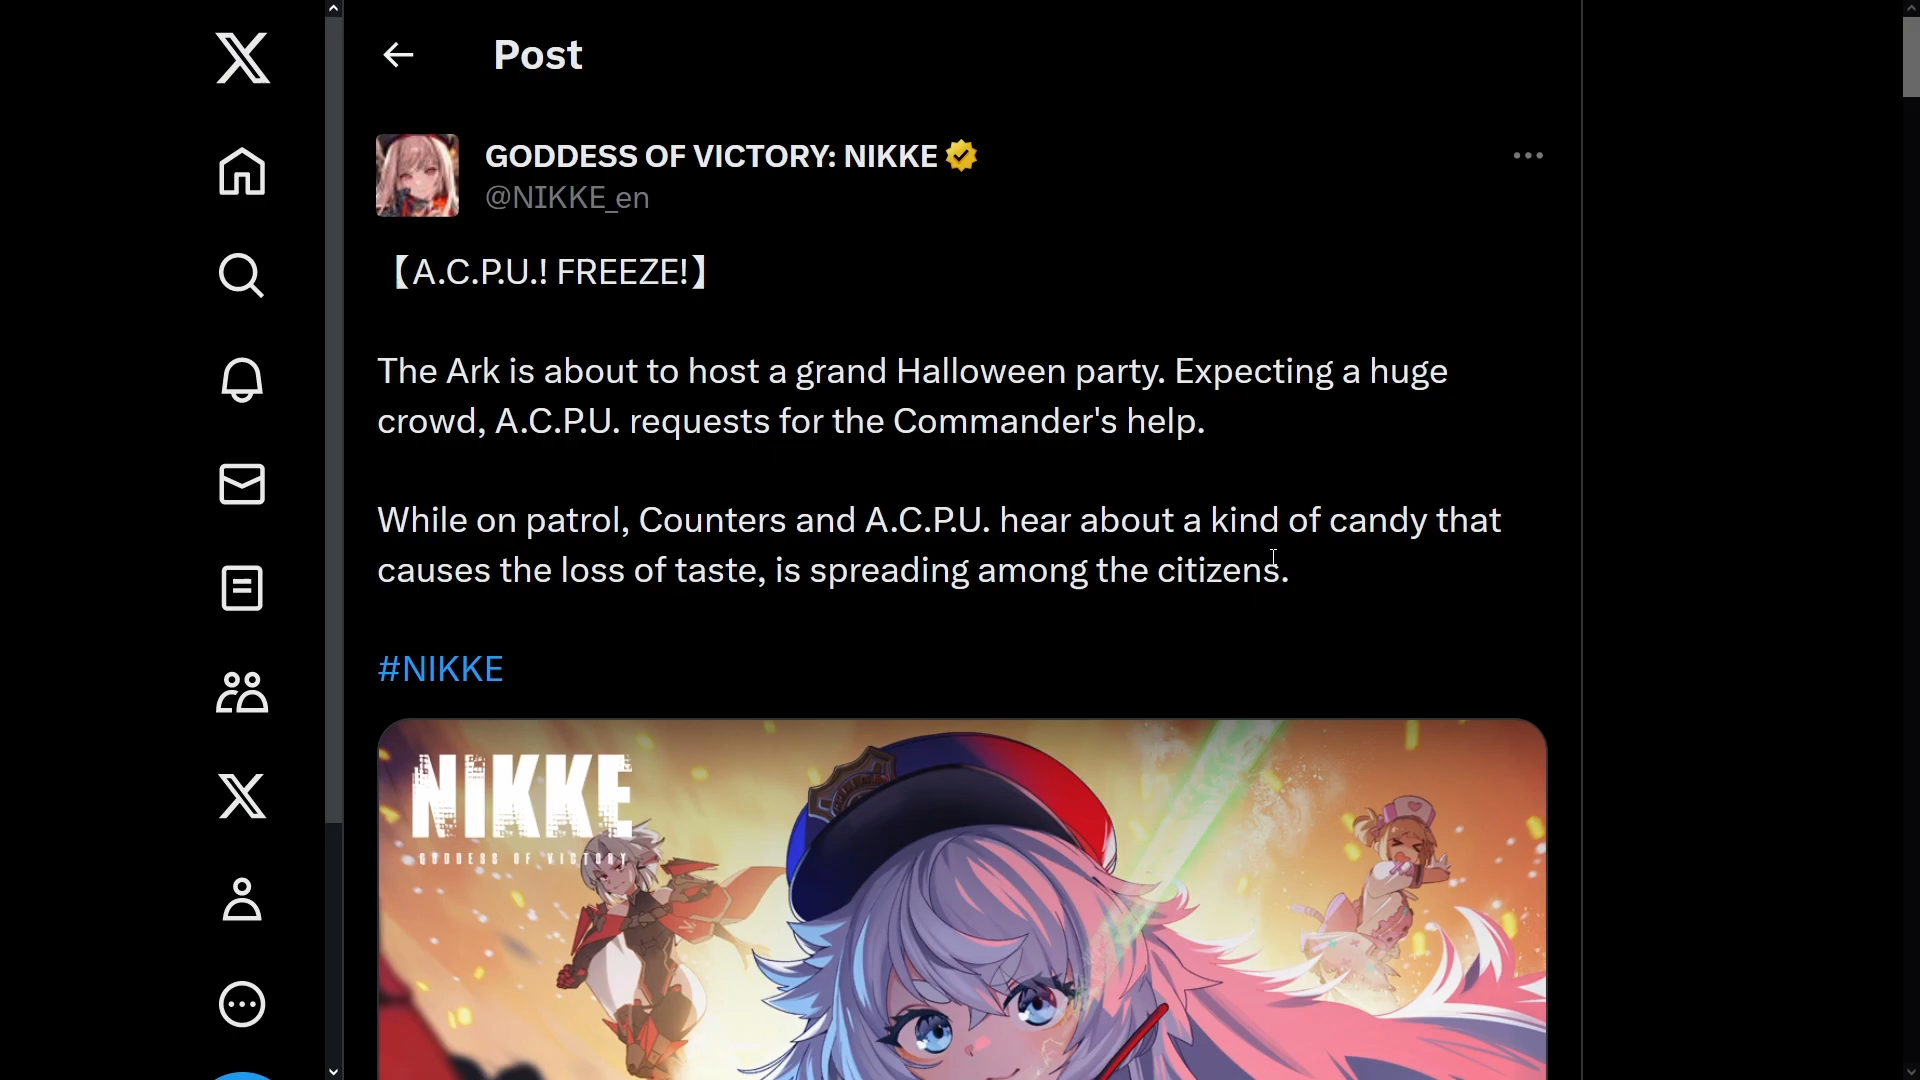 Post
GODDESS OF VICTORY: NIKKE
@NIKKE_en
【A.C.P.U.! FREEZE!】
The Ark is about to host a grand Halloween party. Expecting a huge
crowd, A.C.P.U. requests for the Commander's help.
While on patrol, Counters and A.C.P.U. hear about a kind of candy that
causes the loss of taste, is spreading among the citizens.
#NIKKE
NIKKE
GODDESS OF VICTORY